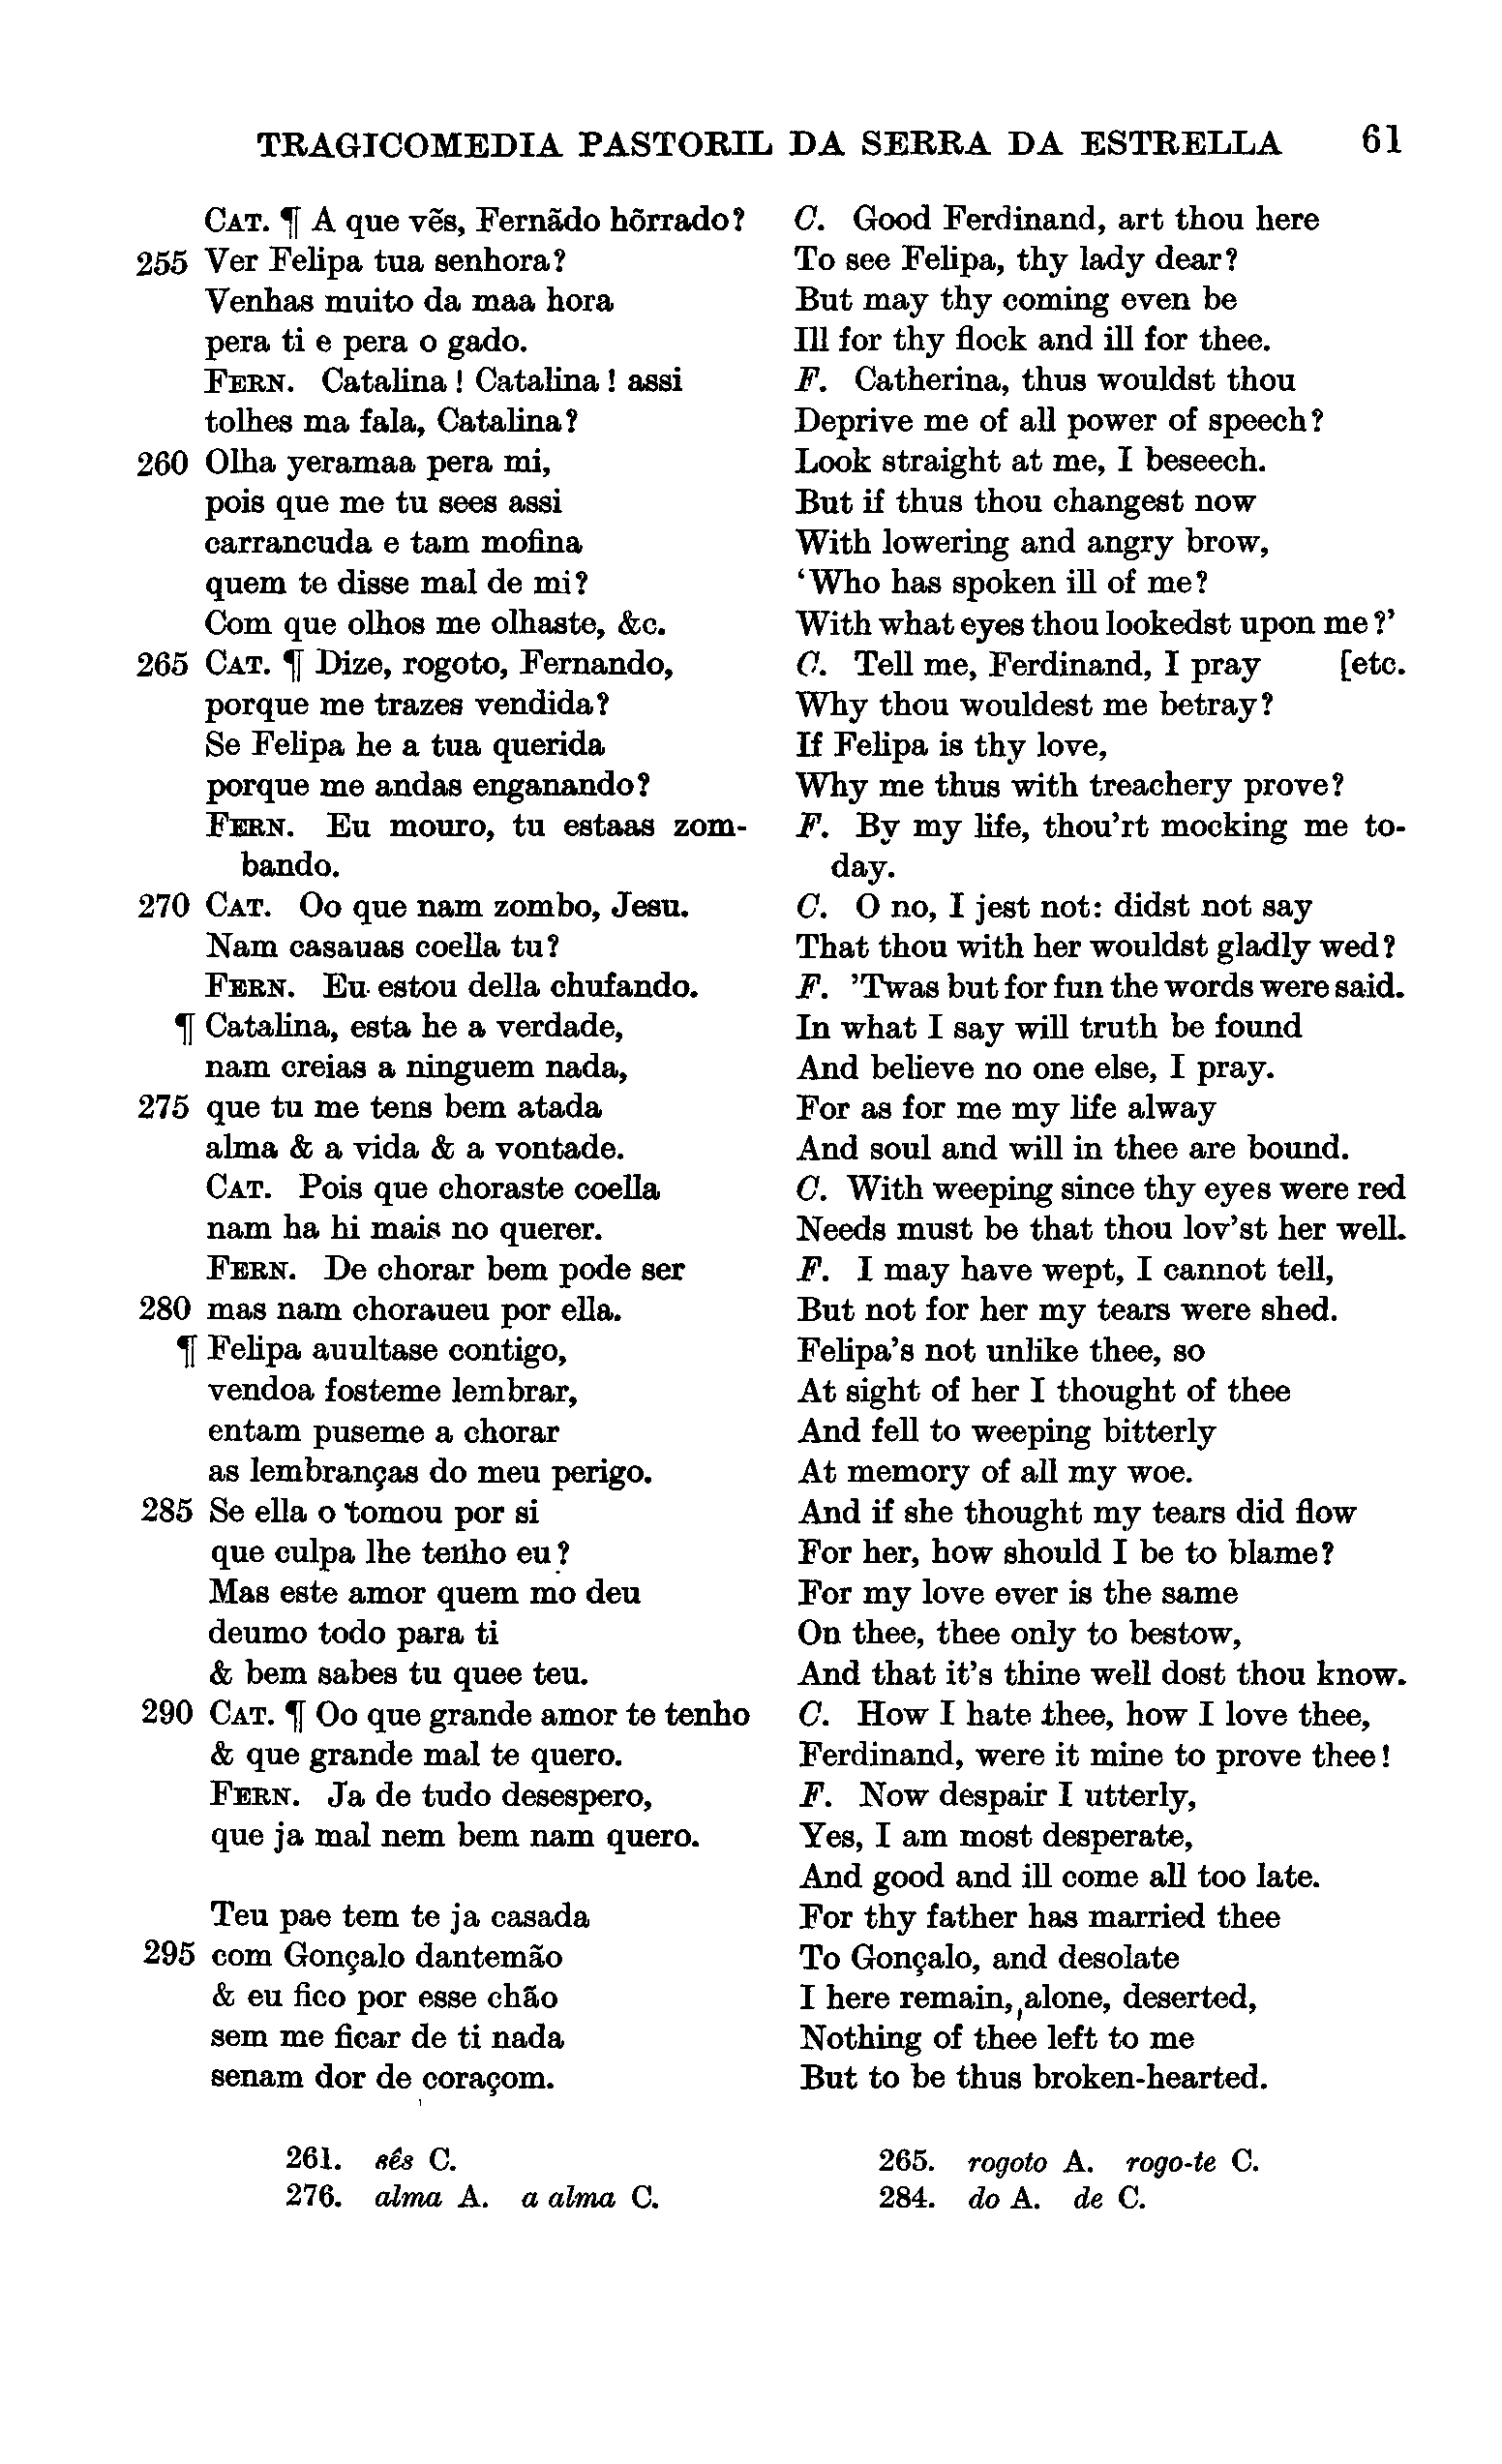 TRAGICOMEDIA PASTORIL DA SERRA DA ESTRELLA 61
CAT. ¶ A que vẽs, Fernãdo hõrrado?
255 Ver Felipa tua senhora?
Venhas muito da maa hora
pera ti e pera o gado.
FERN. Catalina! Catalina! assi
tolhes ma fala, Catalina?
260 Olha yeramaa pera mi,
pois que me tu sees assi
carrancuda e tam mofina
quem te disse mal de mi?
Com que olhos me olhaste, &c.
265 CAT. ¶ Dize, rogoto, Fernando,
porque me trazes vendida?
Se Felipa he a tua querida
porque me andas enganando?
FERN. Eu mouro, tu estaas zom-
bando.
270 CAT. Oo que nam zombo, Jesu.
Nam casauas coella tu?
FERN. Eu estou della chufando.
¶ Catalina, esta he a verdade,
nam creias a ninguem nada,
275 que tu me tens bem atada
alma & a vida & a vontade.
CAT. Pois que choraste coella
nam ha hi mais no querer.
FERN. De chorar bem pode ser
280 mas nam choraueu por ella.
¶ Felipa auultase contigo,
vendoa fosteme lembrar,
entam puseme a chorar
as lembranças do meu perigo.
285 Se ella o tomou por si
que culpa lhe tenho eu?
Mas este amor quem mo deu
deumo todo para ti
& bem sabes tu quee teu.
290 CAT. ¶ Oo que grande amor te tenho
& que grande mal te quero.
FERN. Ja de tudo desespero,
que ja mal nem bem nam quero.
Teu pae tem te ja casada
295 com Gonçalo dantemão
& eu fico por esse chão
sem me ficar de ti nada
senam dor de coraçom.
C. Good Ferdinand, art thou here
To see Felipa, thy lady dear?
But may thy coming even be
Ill for thy flock and ill for thee.
F. Catherina, thus wouldst thou
Deprive me of all power of speech?
Look straight at me, I beseech.
But if thus thou changest now
With lowering and angry brow,
'Who has spoken ill of me?
With what eyes thou lookedst upon me?'
C. Tell me, Ferdinand, I pray [etc.
Why thou wouldest me betray?
If Felipa is thy love,
Why me thus with treachery prove?
F. By my life, thou'rt mocking me to-
day.
C. O no, I jest not: didst not say
That thou with her wouldst gladly wed?
F. 'Twas but for fun the words were said.
In what I say will truth be found
And believe no one else, I pray.
For as for me my life alway
And soul and will in thee are bound.
C. With weeping since thy eyes were red
Needs must be that thou lov'st her well.
F. I may have wept, I cannot tell,
But not for her my tears were shed.
Felipa's not unlike thee, so
At sight of her I thought of thee
And fell to weeping bitterly
At memory of all my woe.
And if she thought my tears did flow
For her, how should I be to blame?
For my love ever is the same
On thee, thee only to bestow,
And that it's thine well dost thou know.
C. How I hate thee, how I love thee,
Ferdinand, were it mine to prove thee!
F. Now despair I utterly,
Yes, I am most desperate,
And good and ill come all too late.
For thy father has married thee
To Gonçalo, and desolate
I here remain, alone, deserted,
Nothing of thee left to me
But to be thus broken-hearted.
261. sês C.
276. alma A. a alma C.
265. rogoto A. rogo-te C.
284. do A. de C.